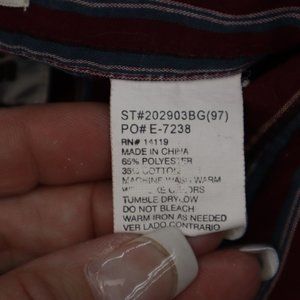 ST#202903BG(97)
PO# E-7238
RN# 14119
MADE IN CHINA
65% POLYESTER
35% COTTON
MACHINE WASH WARM
COLORS
TUMBLE DRY LOW
DO NOT BLEACH
WARM IRON AS NEEDED
VER LADO CONTRARIO